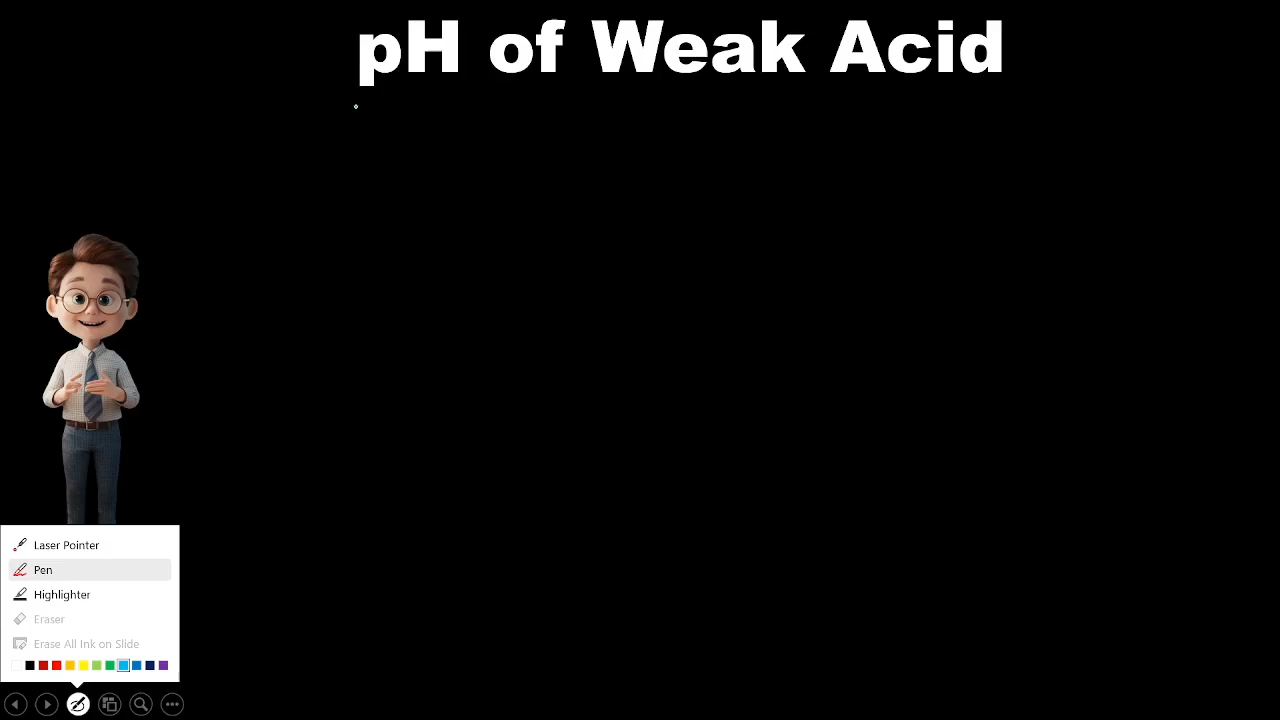 pH of Weak Acid
Laser Pointer
Pen
Highlighter
Eraser
Erase All Ink on Slide